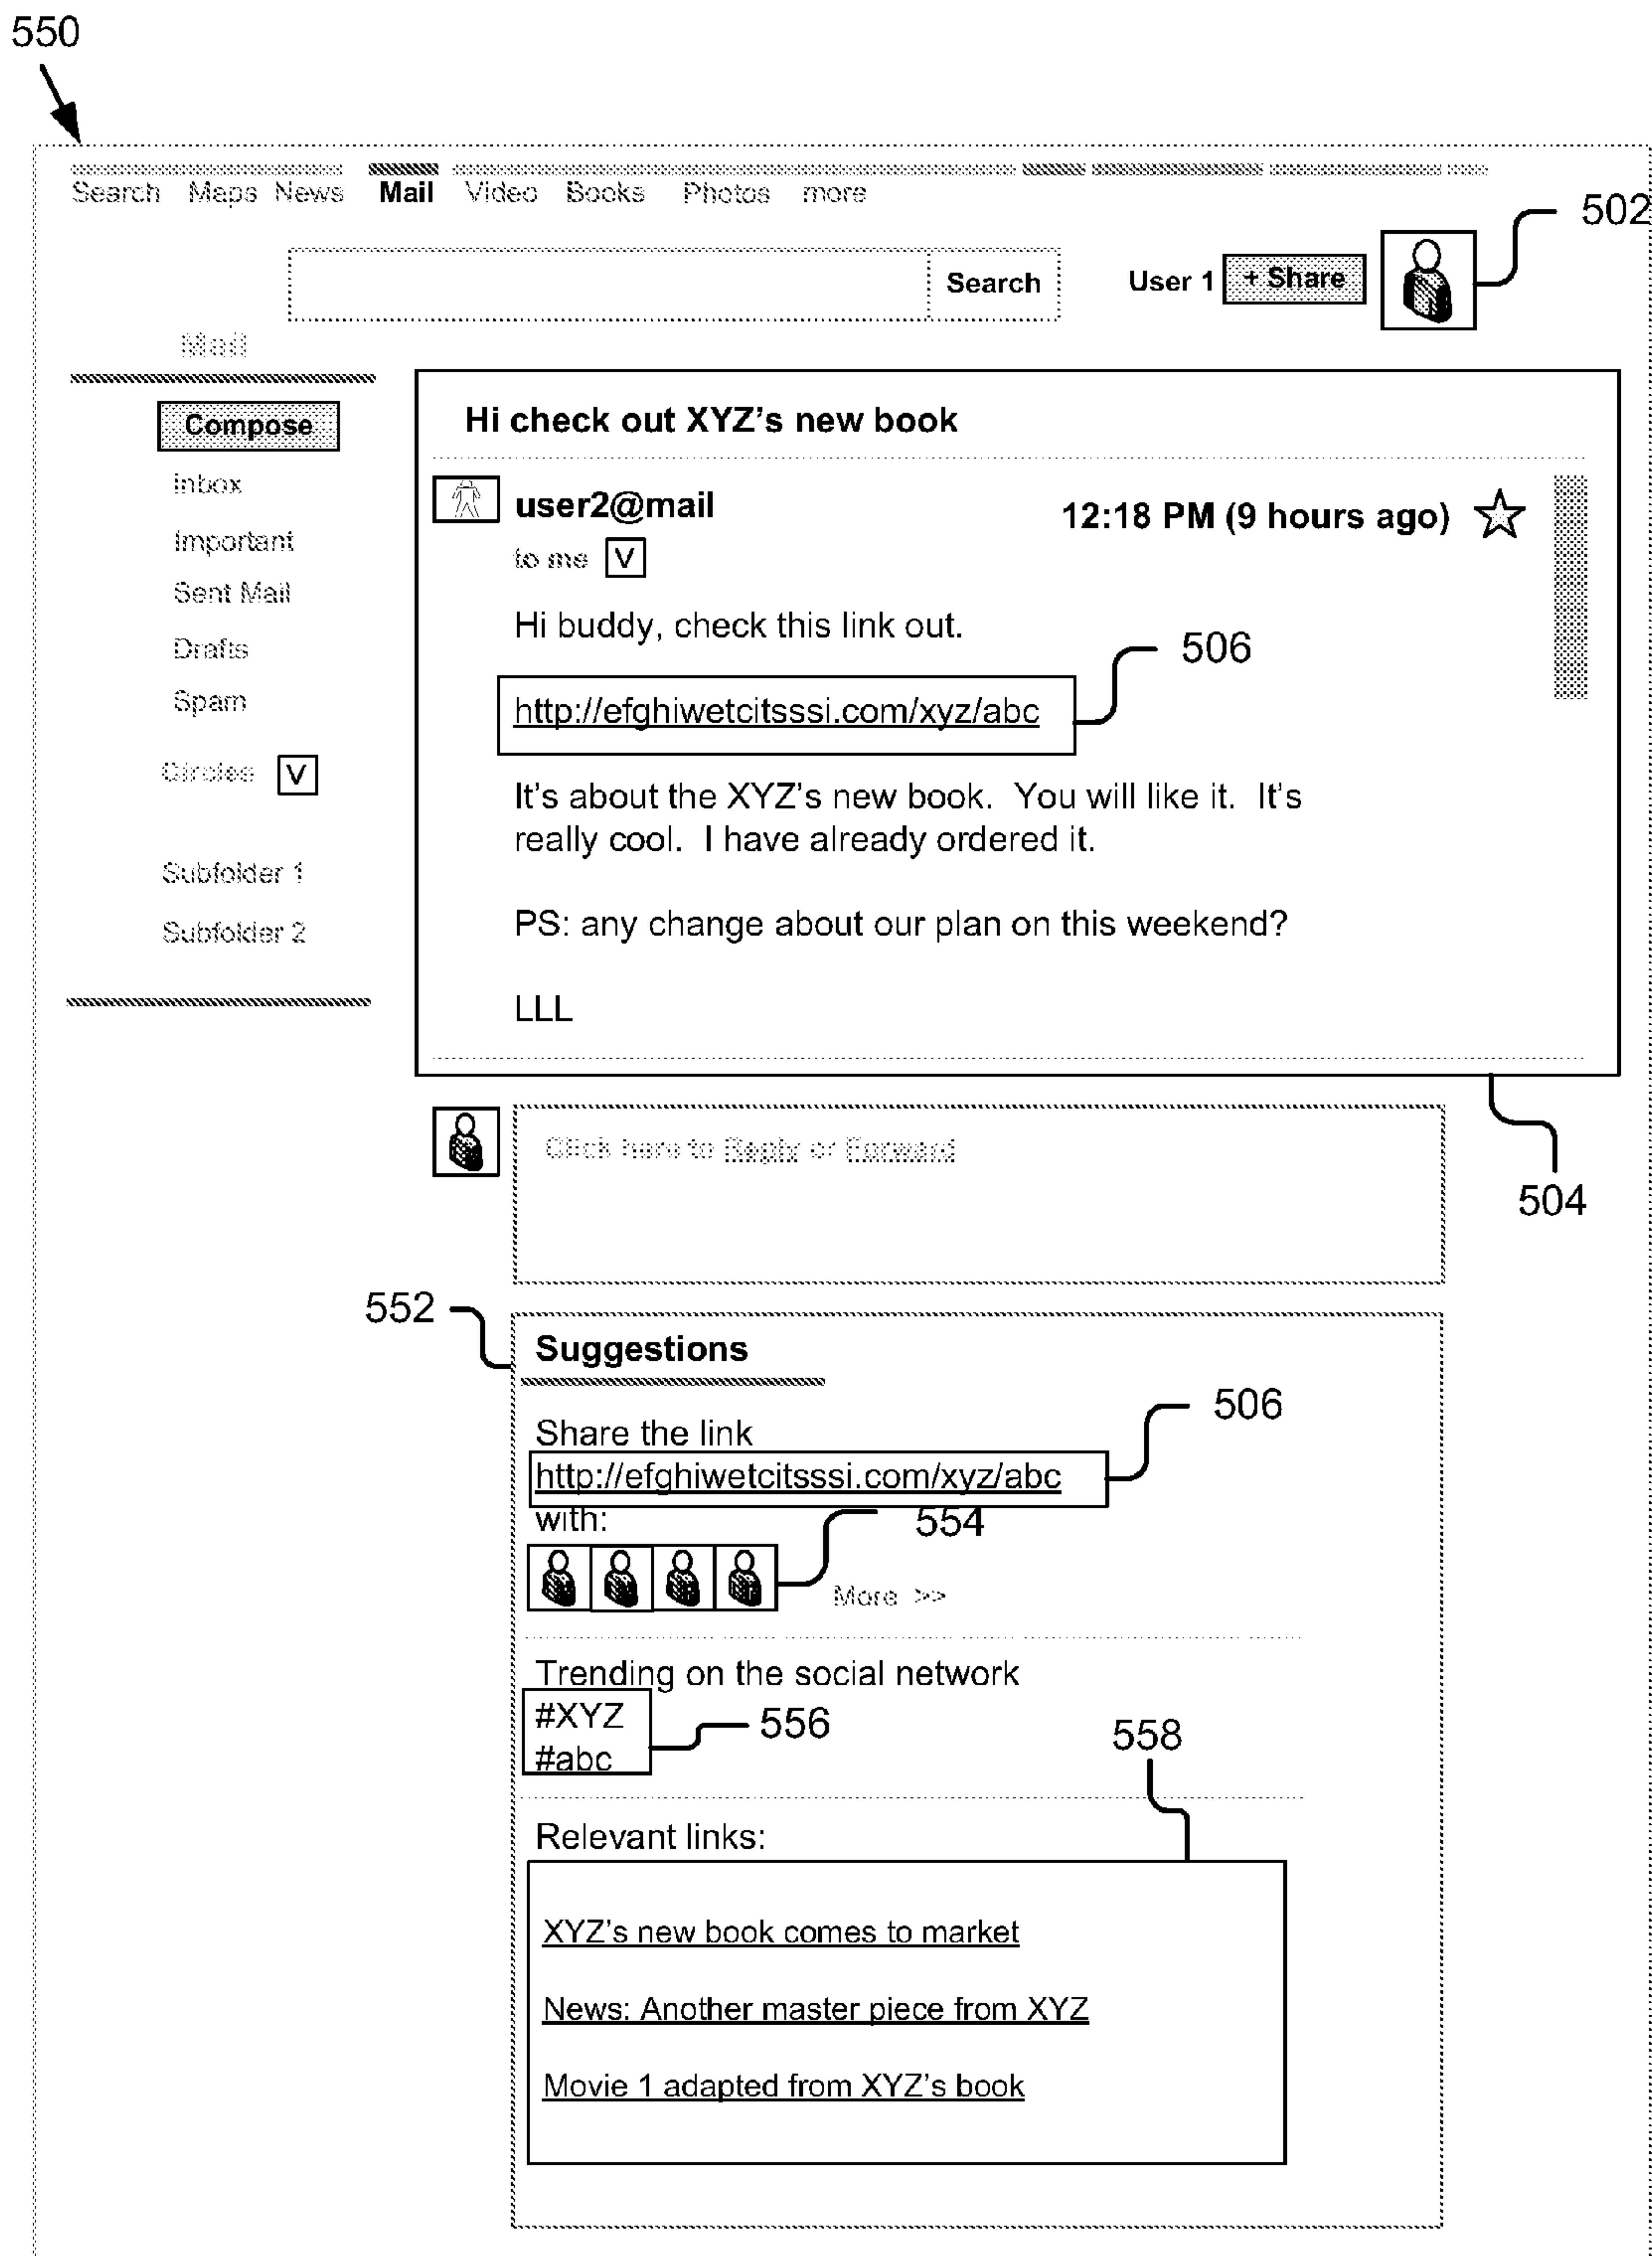 550
Search Maps News Mail Video Books Photos more
502
Search
User 1 + Share
Mail
Compose
Inbox
Important
Sent Mail
Drafts
Spam
Circles V
Subfolder 1
Subfolder 2
Hi check out XYZ's new book
user2@mail
12:18 PM (9 hours ago)
to me V
Hi buddy, check this link out.
506
http://efghiwetcitsssi.com/xyz/abc
It's about the XYZ's new book. You will like it. It's
really cool. I have already ordered it.
PS: any change about our plan on this weekend?
LLL
504
Click here to Reply or Forward
552
Suggestions
506
Share the link
http://efghiwetcitsssi.com/xyz/abc
with:
554
More >>
Trending on the social network
#XYZ
#abc
556
558
Relevant links:
XYZ's new book comes to market
News: Another master piece from XYZ
Movie 1 adapted from XYZ's book